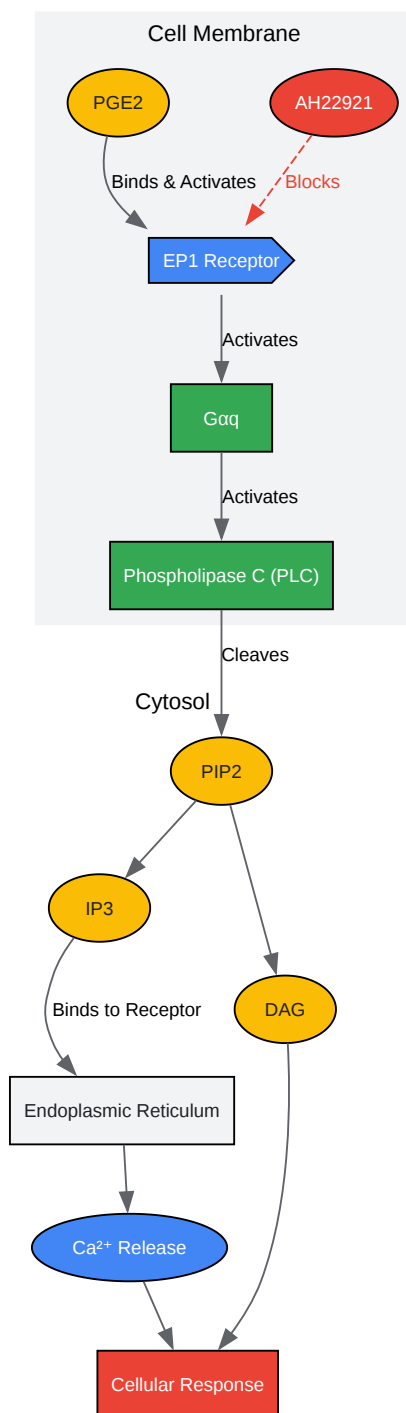 Cell Membrane
PGE2
AH22921
Binds & Activates
Blocks
EP1 Receptor
Activates
Gαq
Activates
Phospholipase C (PLC)
Cleaves
Cytosol
PIP2
IP3
Binds to Receptor
DAG
Endoplasmic Reticulum
Ca²⁺ Release
Cellular Response